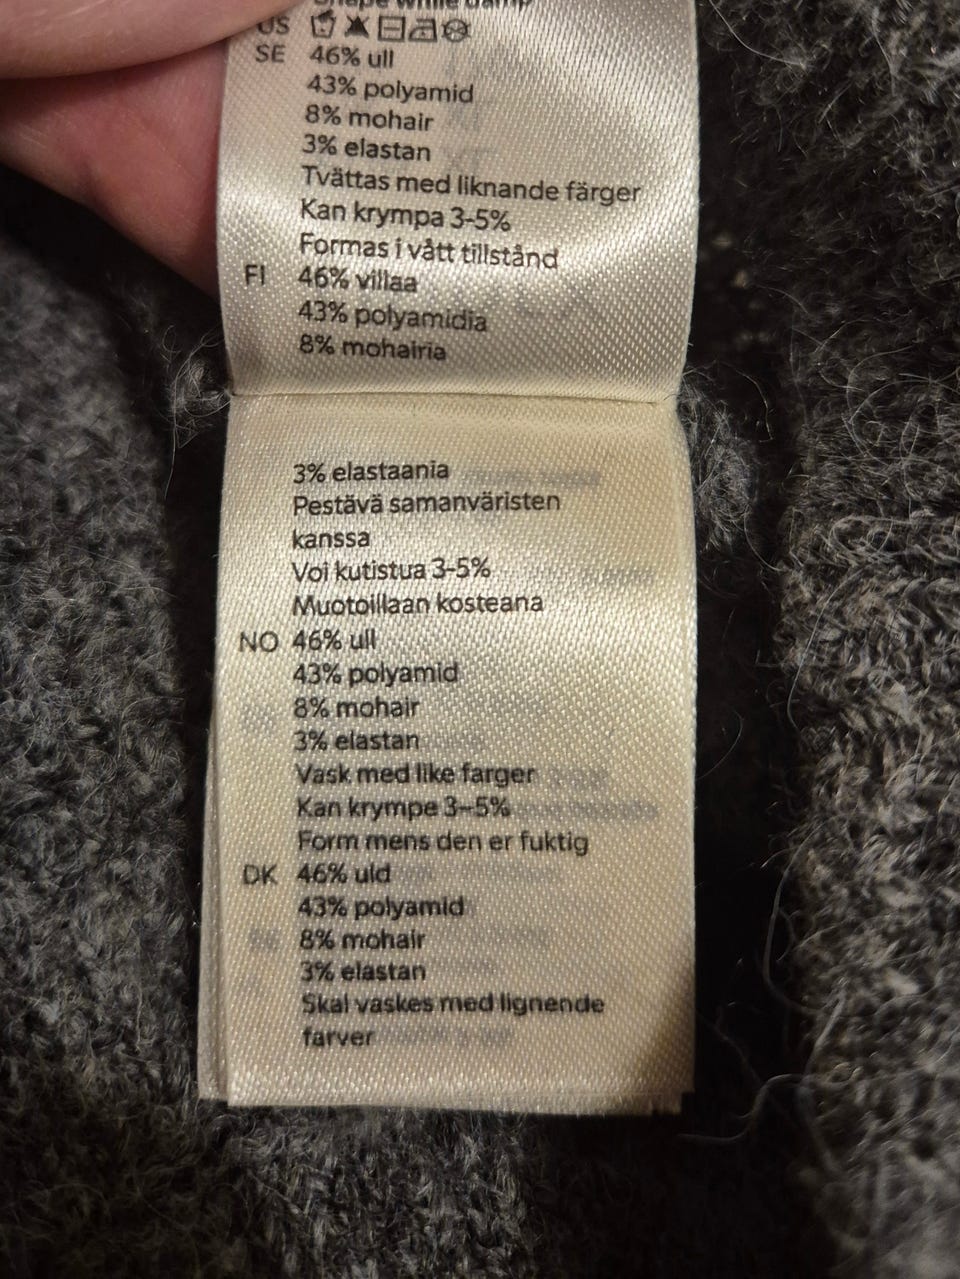 Shape while damp
US
SE 46% ull
43% polyamid
8% mohair
3% elastan
Tvättas med liknande färger
Kan krympa 3-5%
Formas i vått tillstånd
FI 46% villaa
43% polyamidia
8% mohairia
3% elastaania
Pestävä samanväristen
kanssa
Voi kutistua 3-5%
Muotoillaan kosteana
NO 46% ull
43% polyamid
8% mohair
3% elastan
Vask med like farger
Kan krympe 3–5%
Form mens den er fuktig
DK 46% uld
43% polyamid
8% mohair
3% elastan
Skal vaskes med lignende
farver